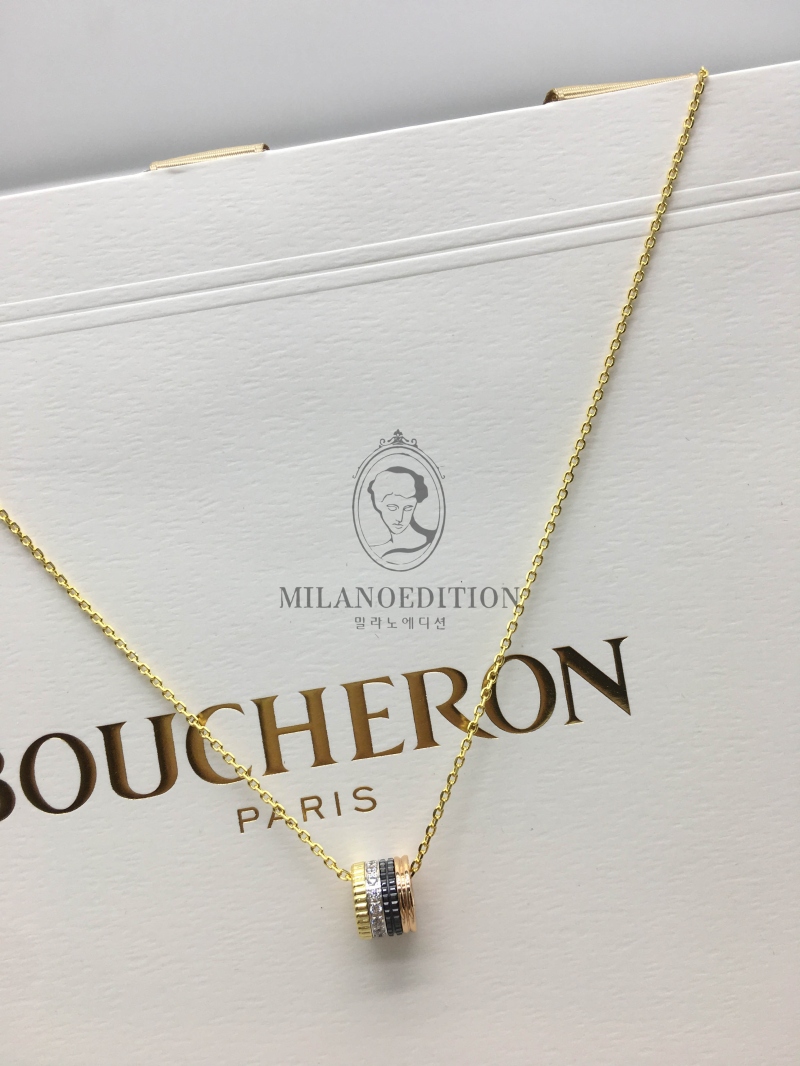 MILANOEDITION
밀라노에디션
BOUCHERON
PARIS